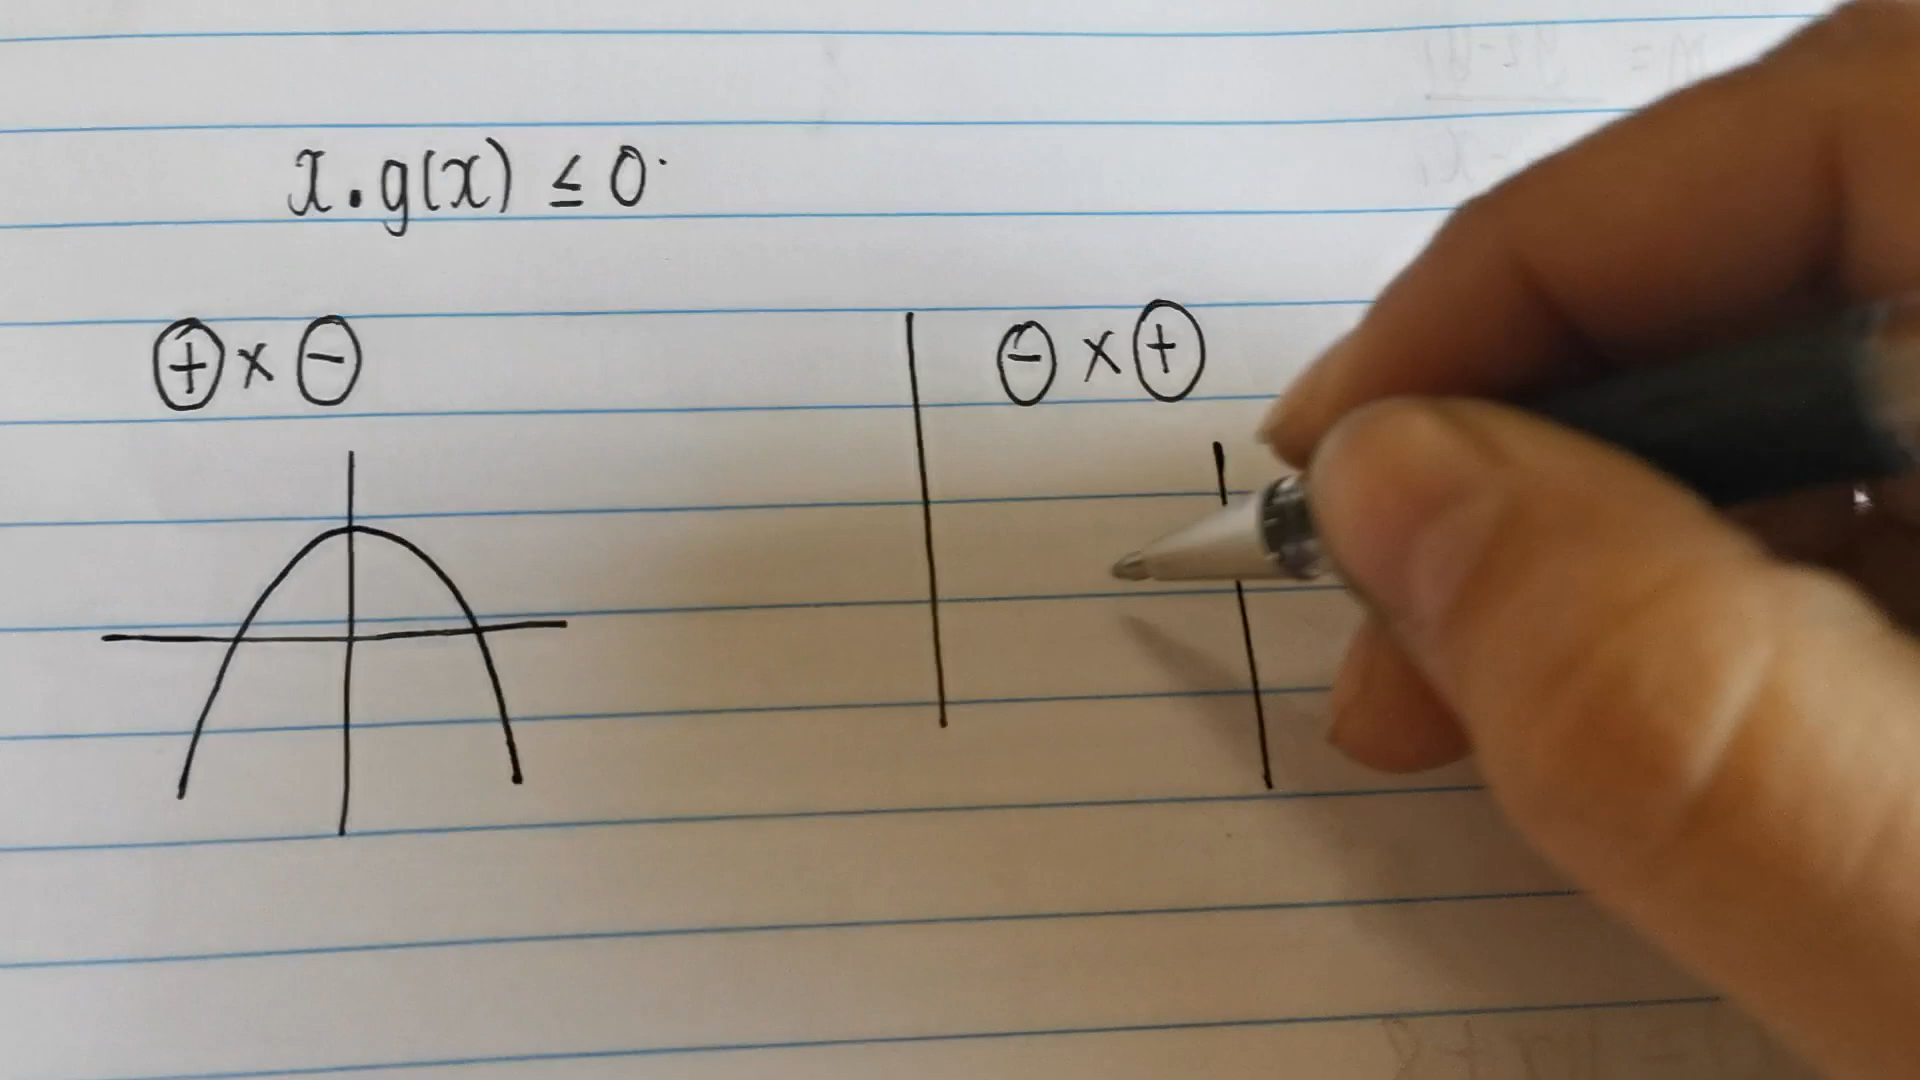 x.g(x) ≤ 0
⊕ x ⊖
⊖ x ⊕